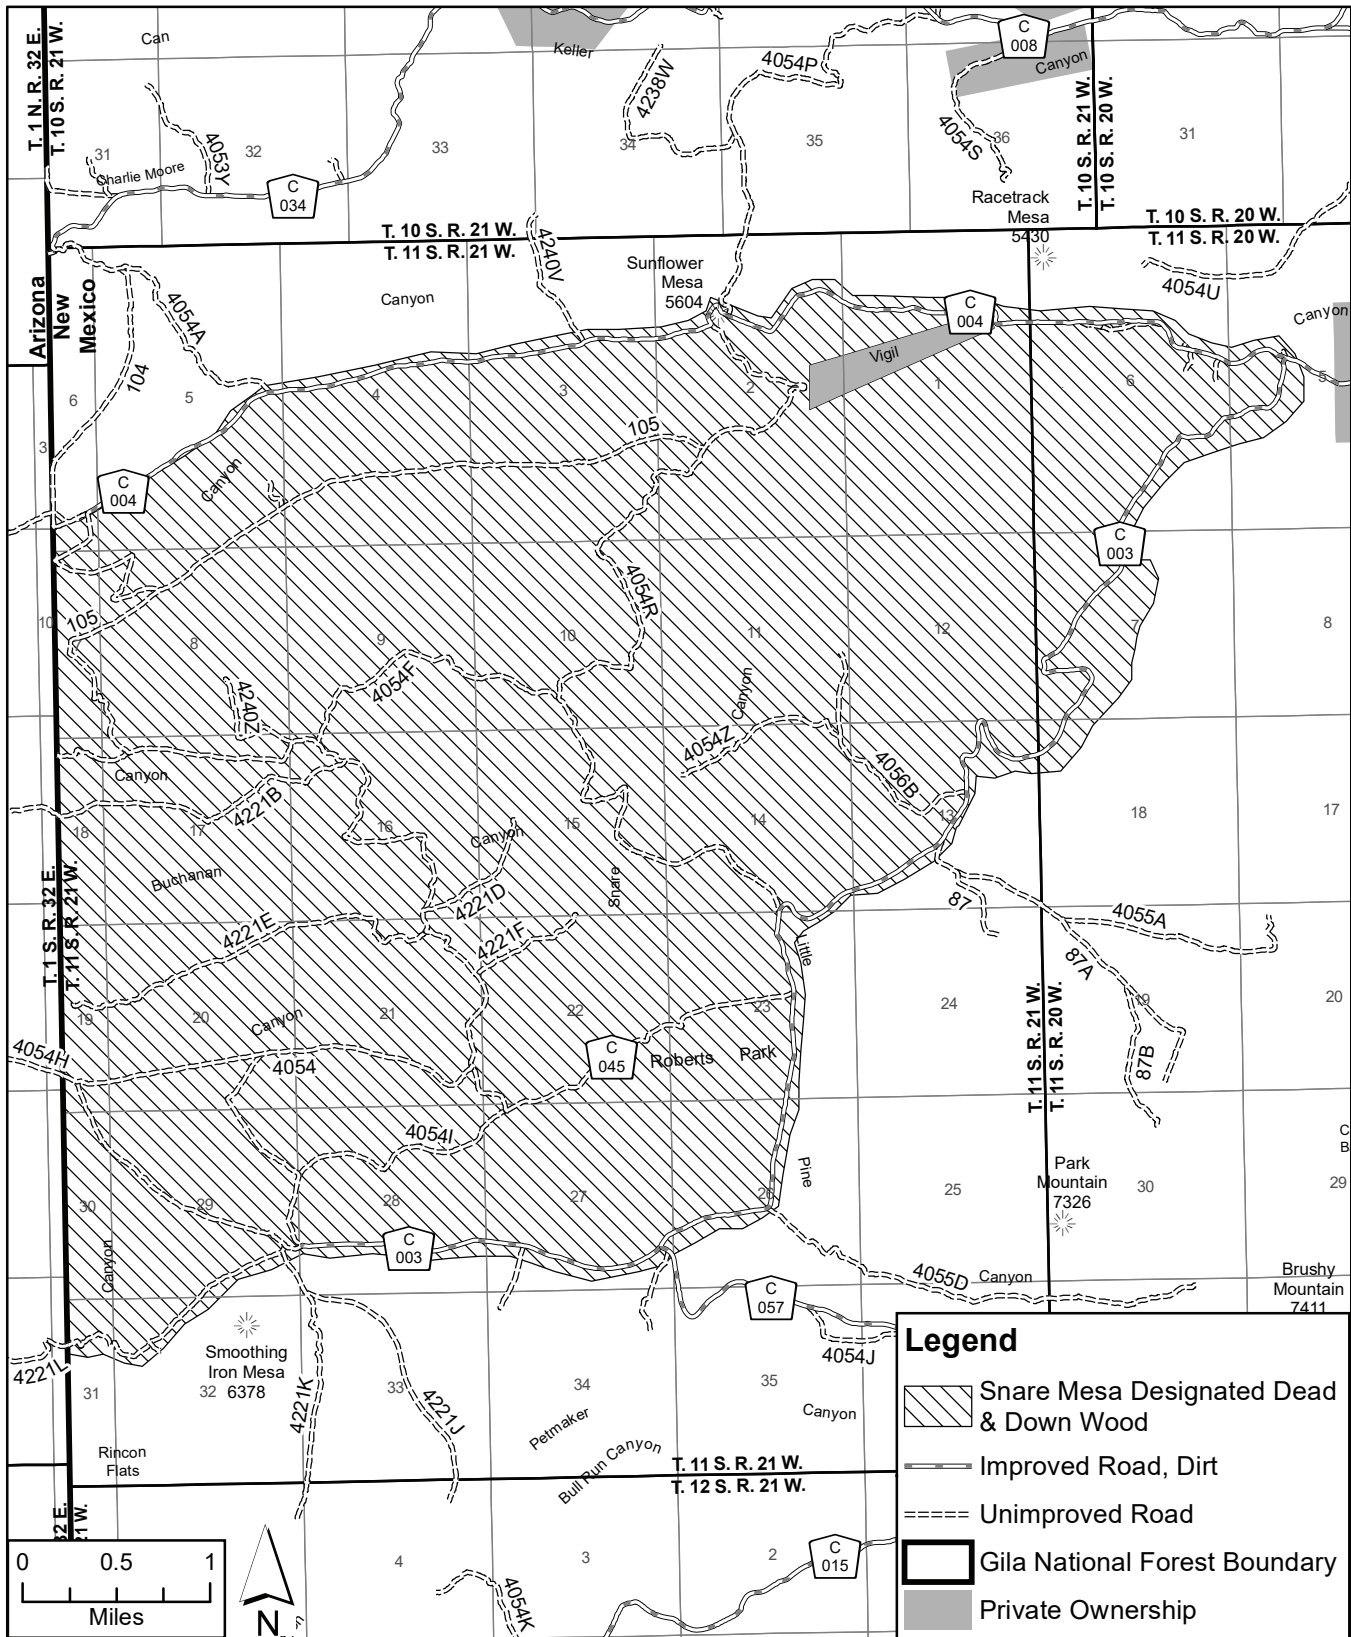 Can
Keller
C
008
Canyon
4054P
4238W
T. 1 N. R. 32 E.
T. 10 S. R. 21 W.
31
4053Y
32
33
34
35
4054S
36
T. 10 S. R. 21 W.
T. 10 S. R. 20 W.
31
Charlie Moore
C
034
Racetrack
Mesa
5430
T. 10 S. R. 21 W.
T. 11 S. R. 21 W.
T. 10 S. R. 20 W.
T. 11 S. R. 20 W.
4240V
Sunflower
Mesa
5604
4054U
Arizona
New
Mexico
4054A
Canyon
C
004
Canyon
104
Vigil
6
5
4
3
2
1
6
5
3
105
Canyon
C
004
C
003
4054R
10
105
8
9
10
11
12
7
8
4054F
4240Z
Canyon
4054Z
Canyon
4221B
4056B
18
17
16
Canyon
15
14
13
18
17
Buchanan
Snare
4221D
87
4055A
T. 1 S. R. 32 E.
T. 11 S. R. 21 W.
4221E
4221F
Little
87A
19
20
Canyon
21
22
23
24
T. 11 S. R. 21 W.
T. 11 S. R. 20 W.
19
20
4054H
4054
C
045
Roberts Park
87B
4054I
C
B
30
29
28
27
26
Pine
25
Park
Mountain
7326
30
29
Canyon
C
003
4055D
Canyon
Brushy
Mountain
7411
C
057
4221L
Smoothing
Iron Mesa
6378
4054J
31
32
33
34
35
4221K
4221J
Petmaker
Canyon
Rincon
Flats
Bull Run Canyon
T. 11 S. R. 21 W.
T. 12 S. R. 21 W.
32 E.
21 W.
4
3
2
C
015
4054K
0 0.5 1
Miles
N
Legend
Snare Mesa Designated Dead
& Down Wood
Improved Road, Dirt
Unimproved Road
Gila National Forest Boundary
Private Ownership